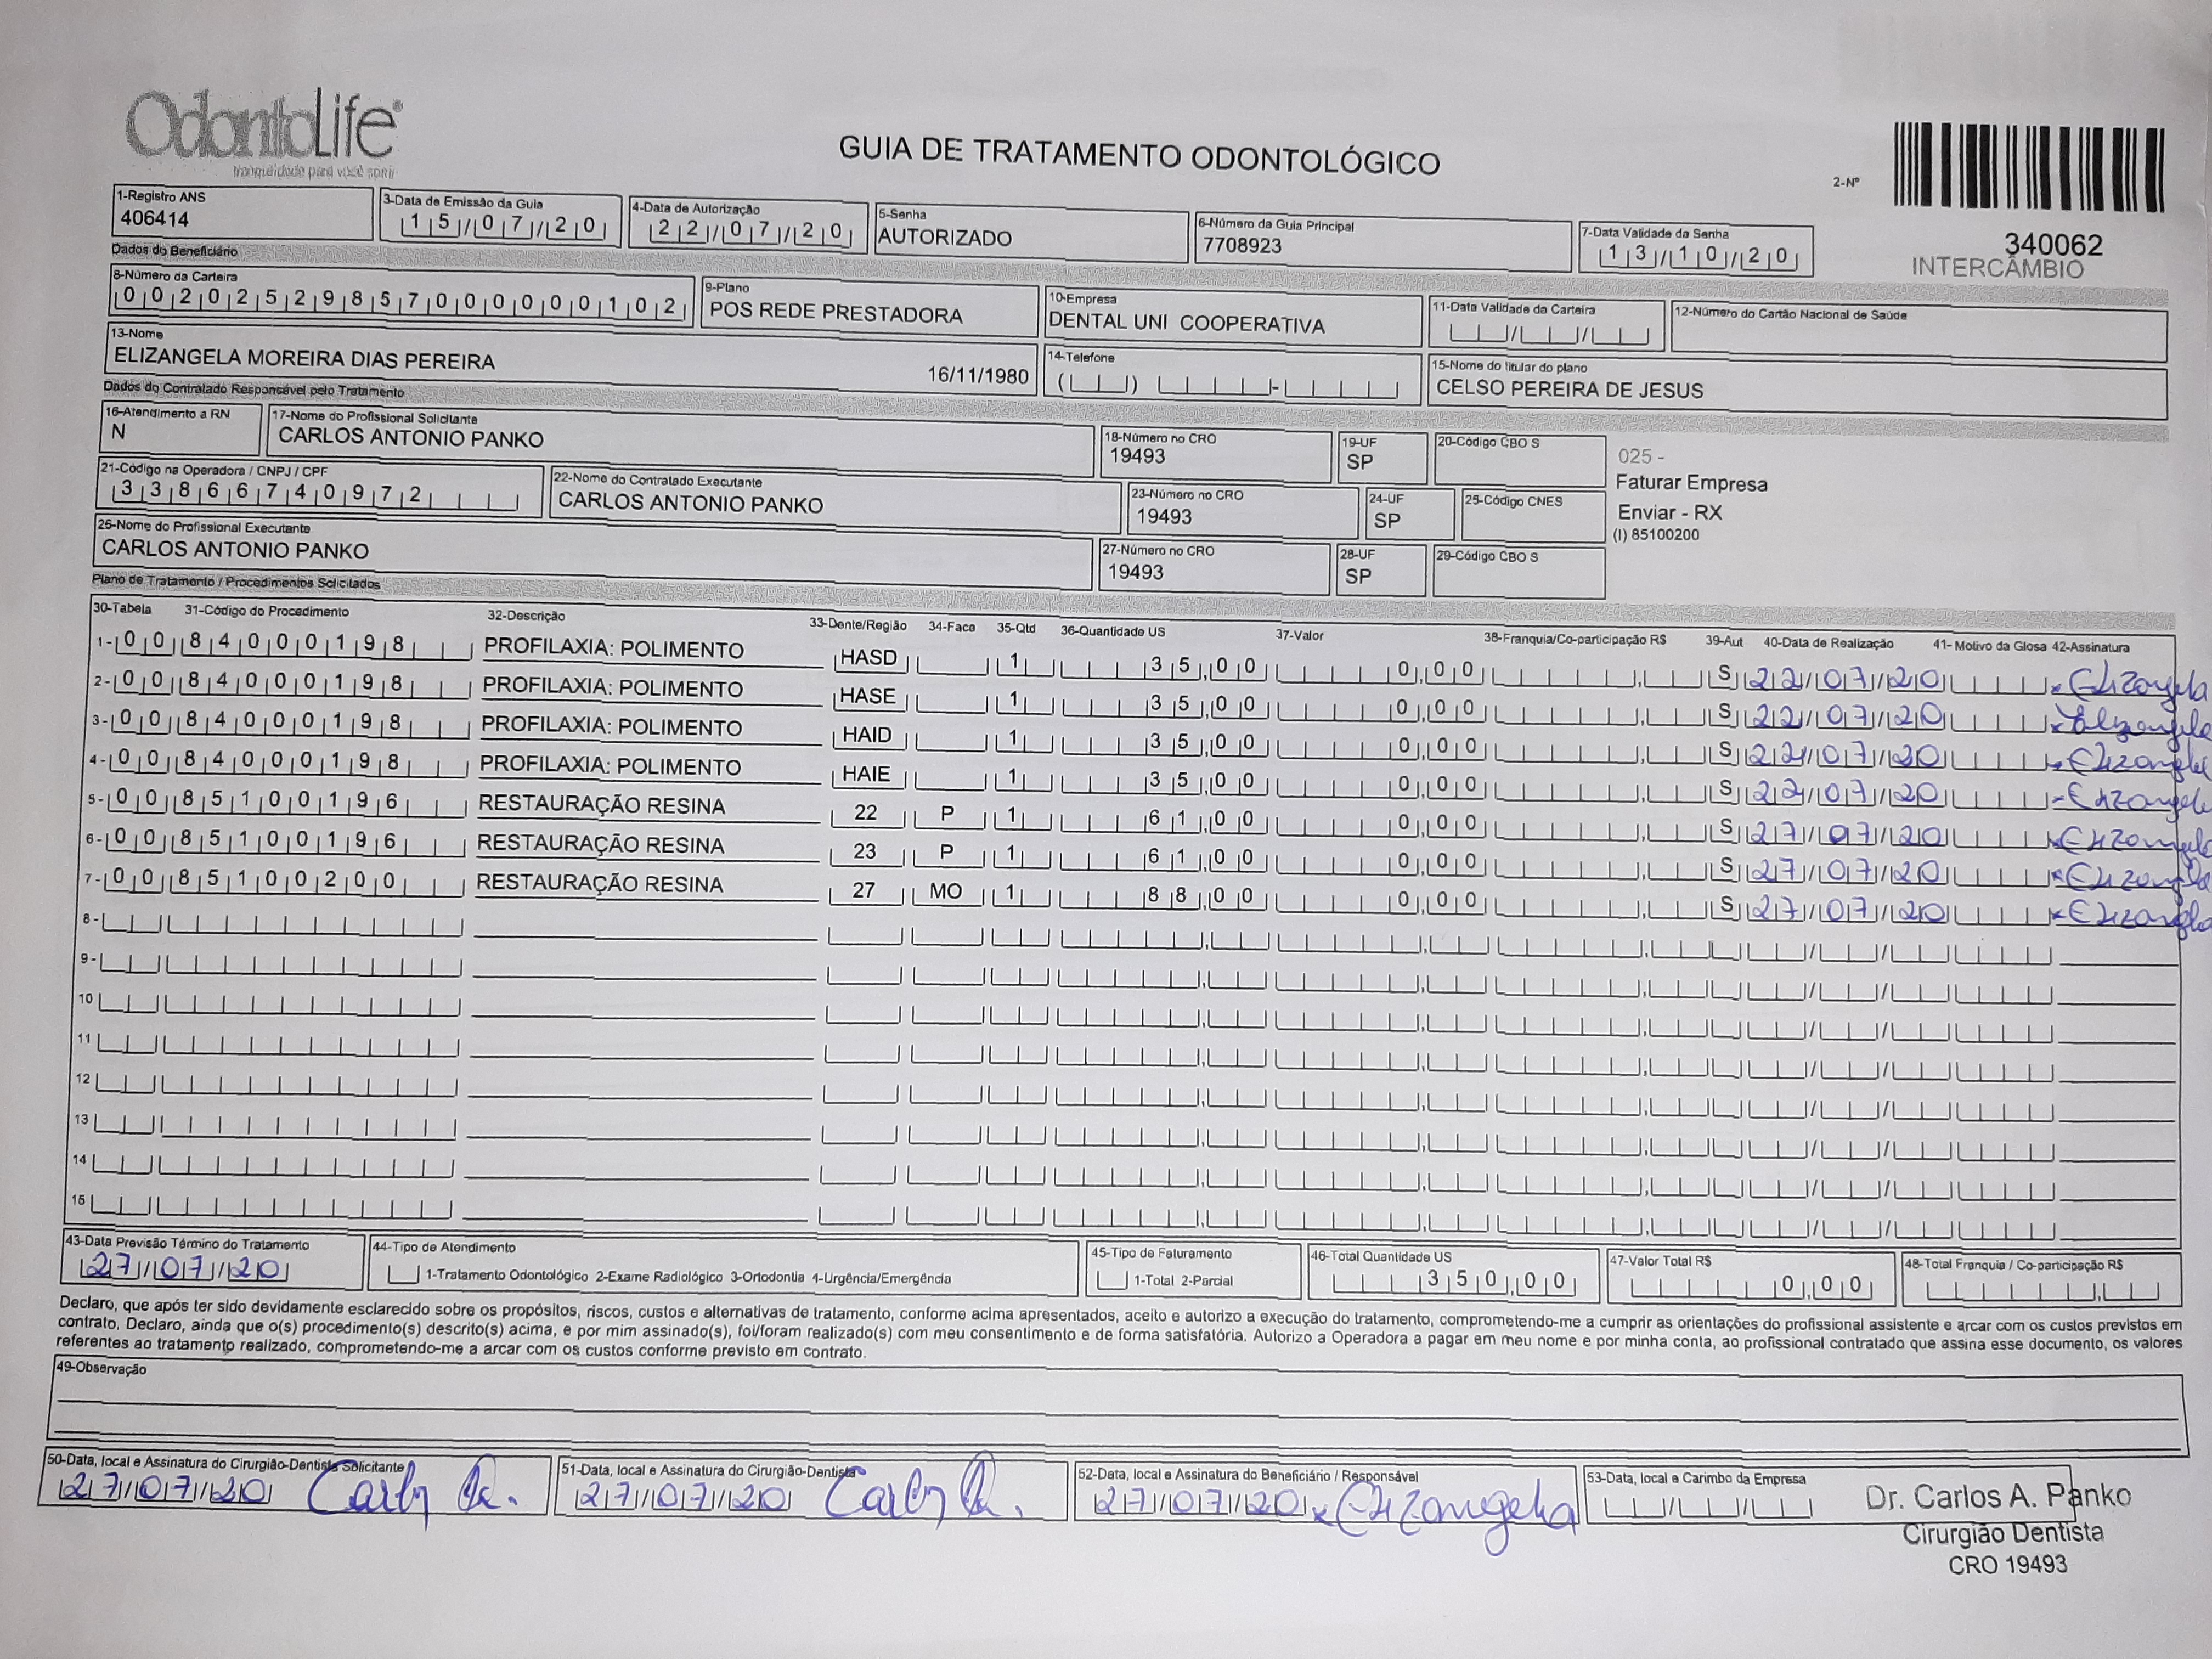 OdontoLife®
tranquilidade para você sorrir
GUIA DE TRATAMENTO ODONTOLÓGICO
2-Nº
340062
INTERCÂMBIO
1-Registro ANS
406414
3-Data de Emissão da Guia
15/07/20
4-Data de Autorização
22/07/20
5-Senha
AUTORIZADO
6-Número da Guia Principal
7708923
7-Data Validade da Senha
13/10/20
Dados do Beneficiário
8-Número da Carteira
00202529857000000102
9-Plano
POS REDE PRESTADORA
10-Empresa
DENTAL UNI COOPERATIVA
11-Data Validade da Carteira
12-Número do Cartão Nacional de Saúde
13-Nome
ELIZANGELA MOREIRA DIAS PEREIRA 16/11/1980
14-Telefone
15-Nome do titular do plano
CELSO PEREIRA DE JESUS
Dados do Contratado Responsável pelo Tratamento
16-Atendimento a RN
N
17-Nome do Profissional Solicitante
CARLOS ANTONIO PANKO
18-Número no CRO
19493
19-UF
SP
20-Código CBO S
025 -
Faturar Empresa
Enviar - RX
(I) 85100200
21-Código na Operadora / CNPJ / CPF
33866740972
22-Nome do Contratado Executante
CARLOS ANTONIO PANKO
23-Número no CRO
19493
24-UF
SP
25-Código CNES
26-Nome do Profissional Executante
CARLOS ANTONIO PANKO
27-Número no CRO
19493
28-UF
SP
29-Código CBO S
Plano de Tratamento / Procedimentos Solicitados
30-Tabela 31-Código do Procedimento 32-Descrição 33-Dente/Região 34-Face 35-Qtd 36-Quantidade US 37-Valor 38-Franquia/Co-participação R$ 39-Aut 40-Data de Realização 41-Motivo da Glosa 42-Assinatura
1- 00 84000198 PROFILAXIA: POLIMENTO HASD 1 35,00 0,00 S 22/07/20 x Elizangela
2- 00 84000198 PROFILAXIA: POLIMENTO HASE 1 35,00 0,00 S 22/07/20 x Elizangela
3- 00 84000198 PROFILAXIA: POLIMENTO HAID 1 35,00 0,00 S 22/07/20 x Elizangela
4- 00 84000198 PROFILAXIA: POLIMENTO HAIE 1 35,00 0,00 S 22/07/20 x Elizangela
5- 00 85100196 RESTAURAÇÃO RESINA 22 P 1 61,00 0,00 S 27/07/20 x Elizangela
6- 00 85100196 RESTAURAÇÃO RESINA 23 P 1 61,00 0,00 S 27/07/20 x Elizangela
7- 00 85100200 RESTAURAÇÃO RESINA 27 MO 1 88,00 0,00 S 27/07/20 x Elizangela
8-
9-
10
11
12
13
14
15
43-Data Previsão Término do Tratamento
27/07/20
44-Tipo de Atendimento
1-Tratamento Odontológico 2-Exame Radiológico 3-Ortodontia 4-Urgência/Emergência
45-Tipo de Faturamento
1-Total 2-Parcial
46-Total Quantidade US
350,00
47-Valor Total R$
0,00
48-Total Franquia / Co-participação R$
Declaro, que após ter sido devidamente esclarecido sobre os propósitos, riscos, custos e alternativas de tratamento, conforme acima apresentados, aceito e autorizo a execução do tratamento, comprometendo-me a cumprir as orientações do profissional assistente e arcar com os custos previstos em
contrato. Declaro, ainda que o(s) procedimento(s) descrito(s) acima, e por mim assinado(s), foi/foram realizado(s) com meu consentimento e de forma satisfatória. Autorizo a Operadora a pagar em meu nome e por minha conta, ao profissional contratado que assina esse documento, os valores
referentes ao tratamento realizado, comprometendo-me a arcar com os custos conforme previsto em contrato.
49-Observação
50-Data, local e Assinatura do Cirurgião-Dentista Solicitante
27/07/20
51-Data, local e Assinatura do Cirurgião-Dentista
27/07/20
52-Data, local e Assinatura do Beneficiário / Responsável
27/07/20 x Elizangela
53-Data, local e Carimbo da Empresa
Dr. Carlos A. Panko
Cirurgião Dentista
CRO 19493